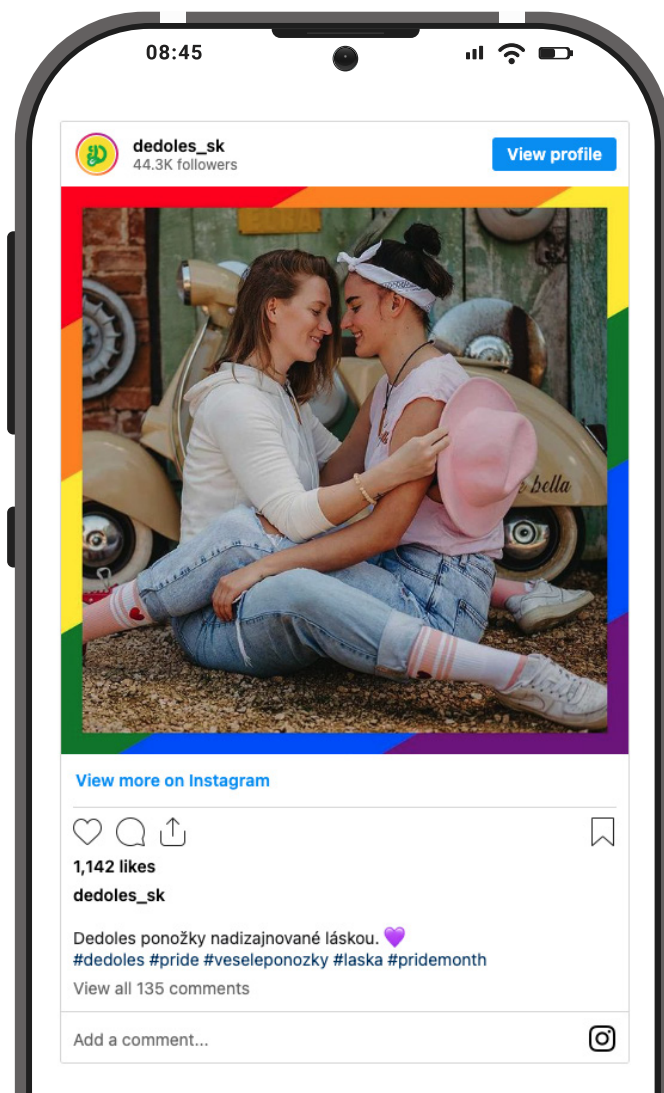 08:45
dedoles_sk
44.3K followers
View profile
bella
View more on Instagram
1,142 likes
dedoles_sk
Dedoles ponožky nadizajnované láskou. 💜
#dedoles #pride #veseleponozky #laska #pridemonth
View all 135 comments
Add a comment...